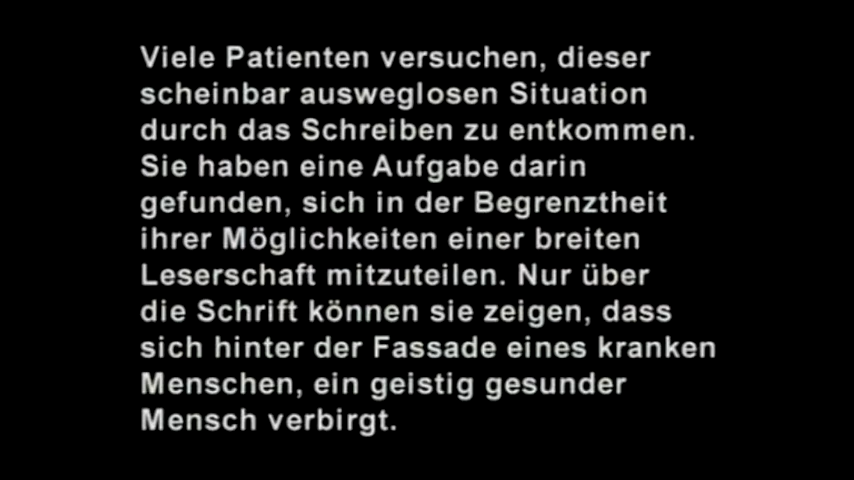 Viele Patienten versuchen, dieser
scheinbar ausweglosen Situation
durch das Schreiben zu entkommen.
Sie haben eine Aufgabe darin
gefunden, sich in der Begrenztheit
ihrer Möglichkeiten einer breiten
Leserschaft mitzuteilen. Nur über
die Schrift können sie zeigen, dass
sich hinter der Fassade eines kranken
Menschen, ein geistig gesunder
Mensch verbirgt.